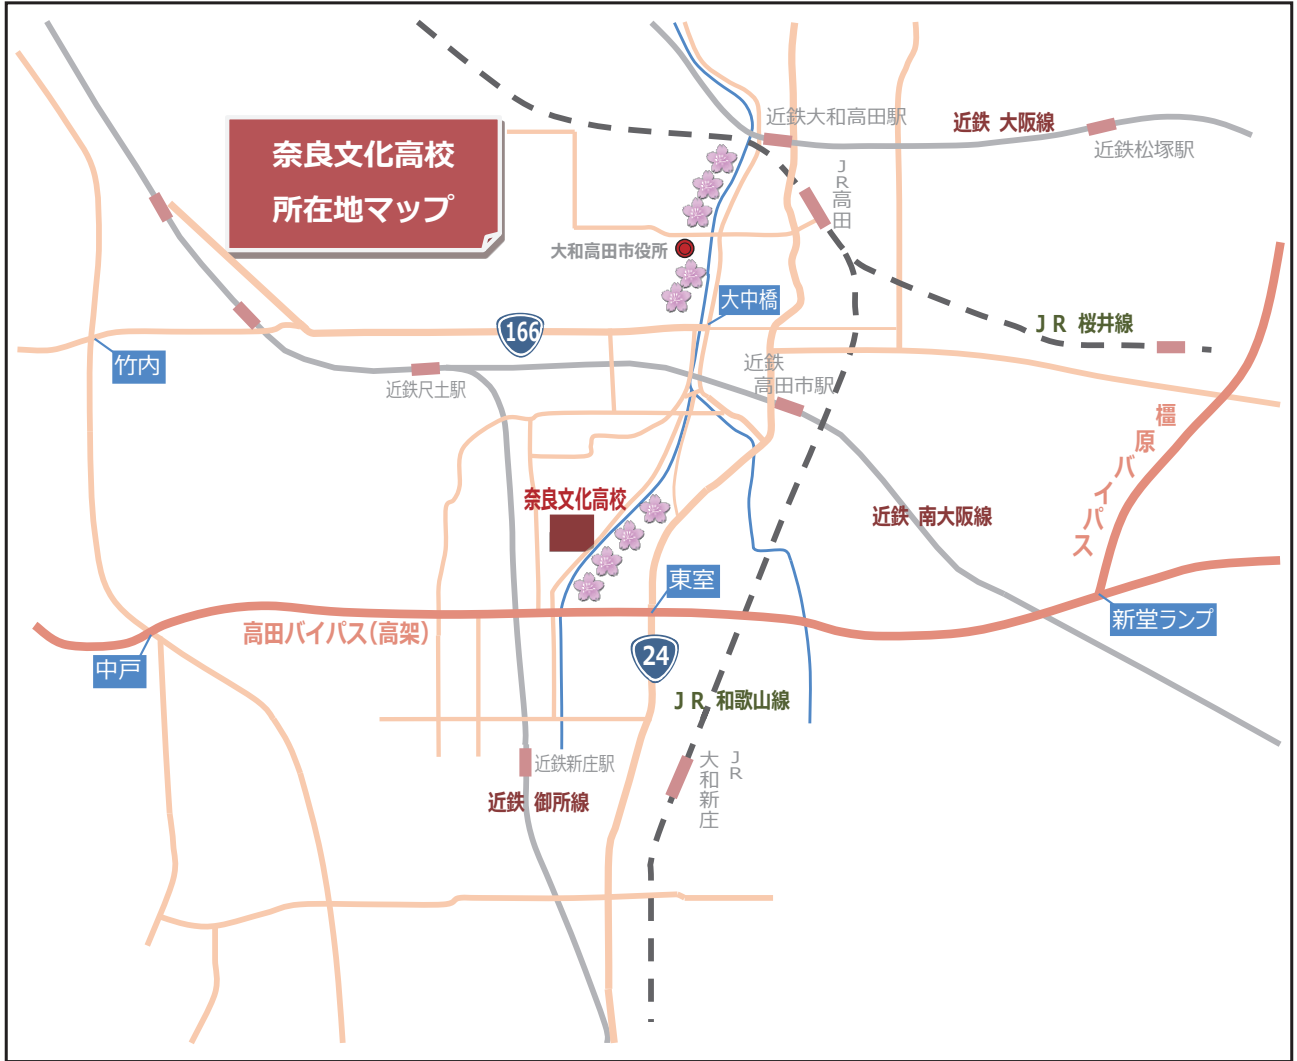 奈良文化高校
所在地マップ
近鉄大和高田駅
近鉄 大阪線
近鉄松塚駅
JR高田
大和高田市役所
大中橋
166
JR 桜井線
竹内
近鉄尺土駅
近鉄
高田市駅
橿原バイパス
奈良文化高校
近鉄 南大阪線
東室
新堂ランプ
高田バイパス(高架)
中戸
24
JR 和歌山線
近鉄新庄駅
JR
大和新庄
近鉄 御所線